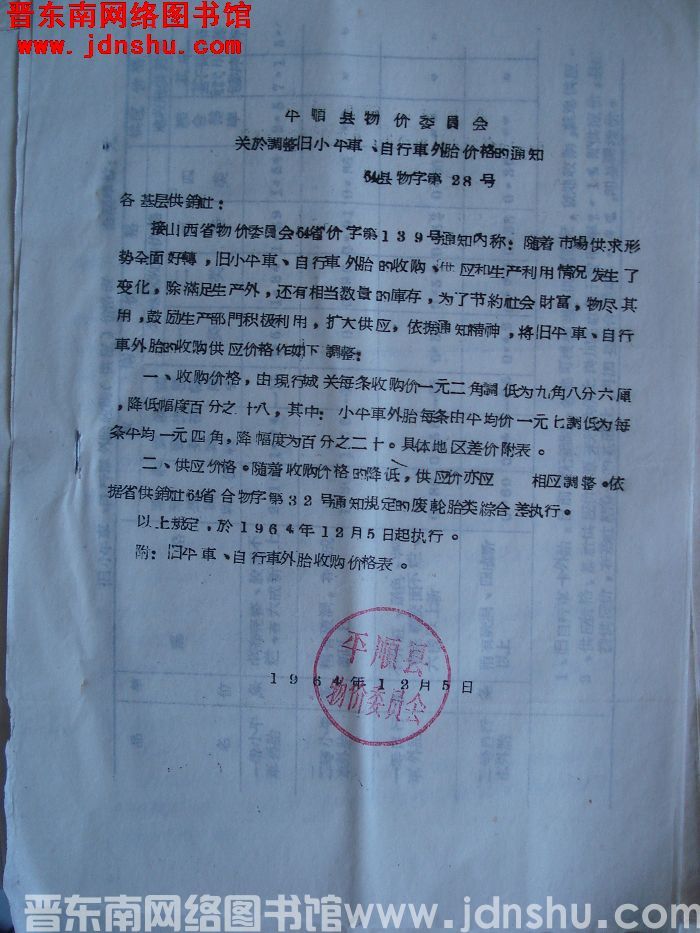 晋东南网络图书馆
www.jdnshu.com
平順县物价委員会
关於調整旧小平車、自行車外胎价格的通知
64县物字第28号
各基层供銷社：
接山西省物价委員会64省价字第139号通知內称：随着市場供求形
势全面好轉，旧小平車、自行車外胎的收购、供应和生产利用情况发生了
变化，除滿足生产外，还有相当数量的庫存，为了节約社会財富，物尽其
用，鼓励生产部門积极利用，扩大供应，依据通知精神，将旧平車、自行
車外胎的收购供应价格作如下調整：
一、收购价格，由現行城关每条收购价一元二角調低为九角八分六厘
，降低幅度百分之十八，其中：小平車外胎每条由平均价一元七調低为每
条平均一元四角，降幅度为百分之二十。具体地区差价附表。
二、供应价格。随着收购价格的降低，供应价亦应 相应調整。依
据省供銷社64省合物字第32号通知規定的废轮胎类綜合差执行。
以上規定，於1964年12月5日起执行。
附：旧平車、自行車外胎收购价格表。
平順县
物价委員会
1964年12月5日
晋东南网络图书馆www.jdnshu.com